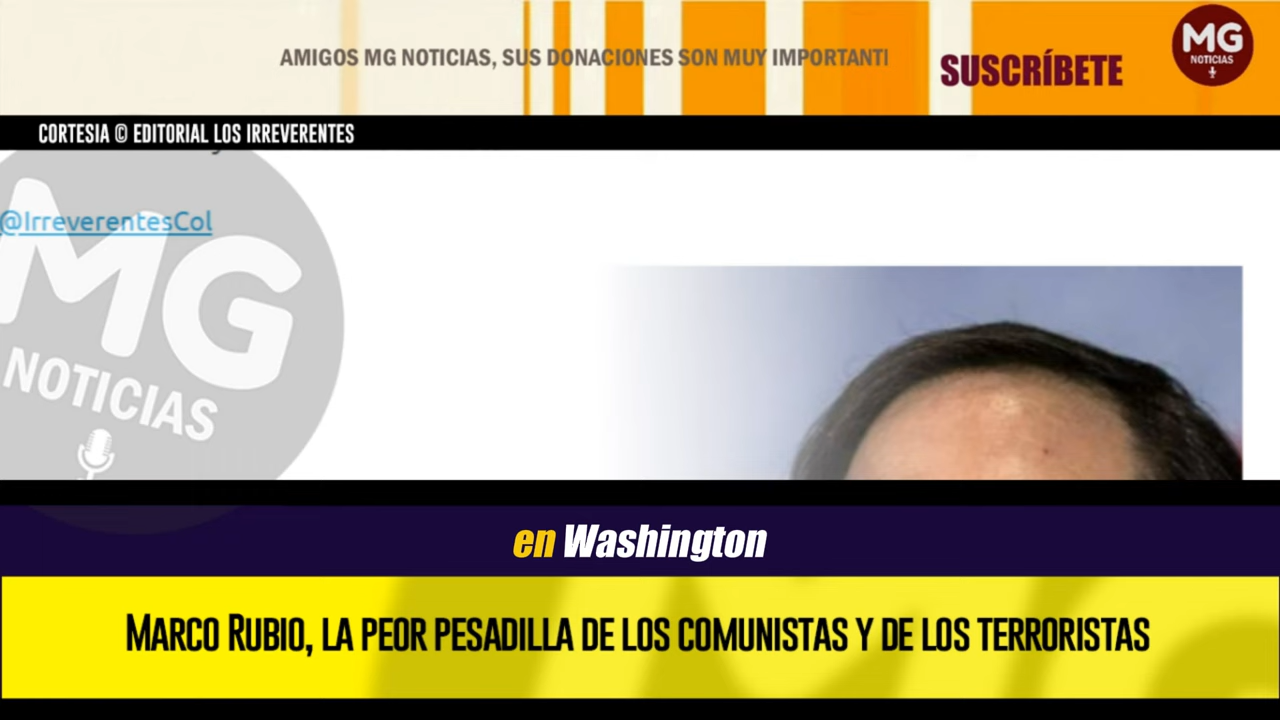 AMIGOS MG NOTICIAS, SUS DONACIONES SON MUY IMPORTANT
SUSCRÍBETE
MG
NOTICIAS
CORTESIA © EDITORIAL LOS IRREVERENTES
@IrreverentesCol
MG
NOTICIAS
en Washington
MARCO RUBIO, LA PEOR PESADILLA DE LOS COMUNISTAS Y DE LOS TERRORISTAS